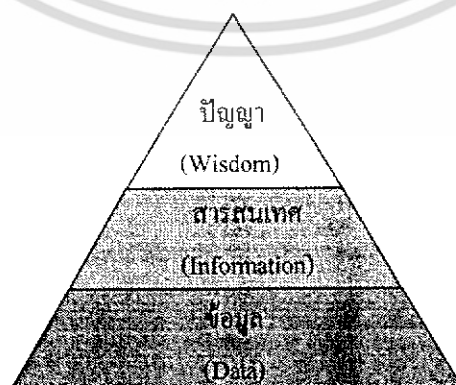 ปัญญา
(Wisdom)
สารสนเทศ
(Information)
ข้อมูล
(Data)